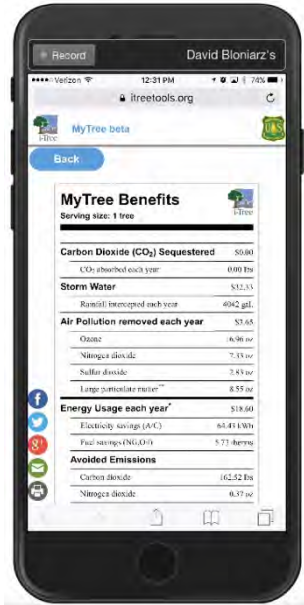 Record David Bloniarz's
Verizon 12:31 PM 74%
itreetools.org
i-Tree MyTree beta
Back
MyTree Benefits
Serving size: 1 tree
i-Tree
Carbon Dioxide (CO₂) Sequestered $0.00
CO₂ absorbed each year 0.00 lbs
Storm Water $32.33
Rainfall intercepted each year 4042 gal.
Air Pollution removed each year $3.65
Ozone 16.96 oz
Nitrogen dioxide 7.33 oz
Sulfur dioxide 2.83 oz
Large particulate matter** 8.55 oz
Energy Usage each year* $18.60
Electricity savings (A/C) 64.43 kWh
Fuel savings (NG,Oil) 5.73 therms
Avoided Emissions
Carbon dioxide 162.52 lbs
Nitrogen dioxide 0.37 oz